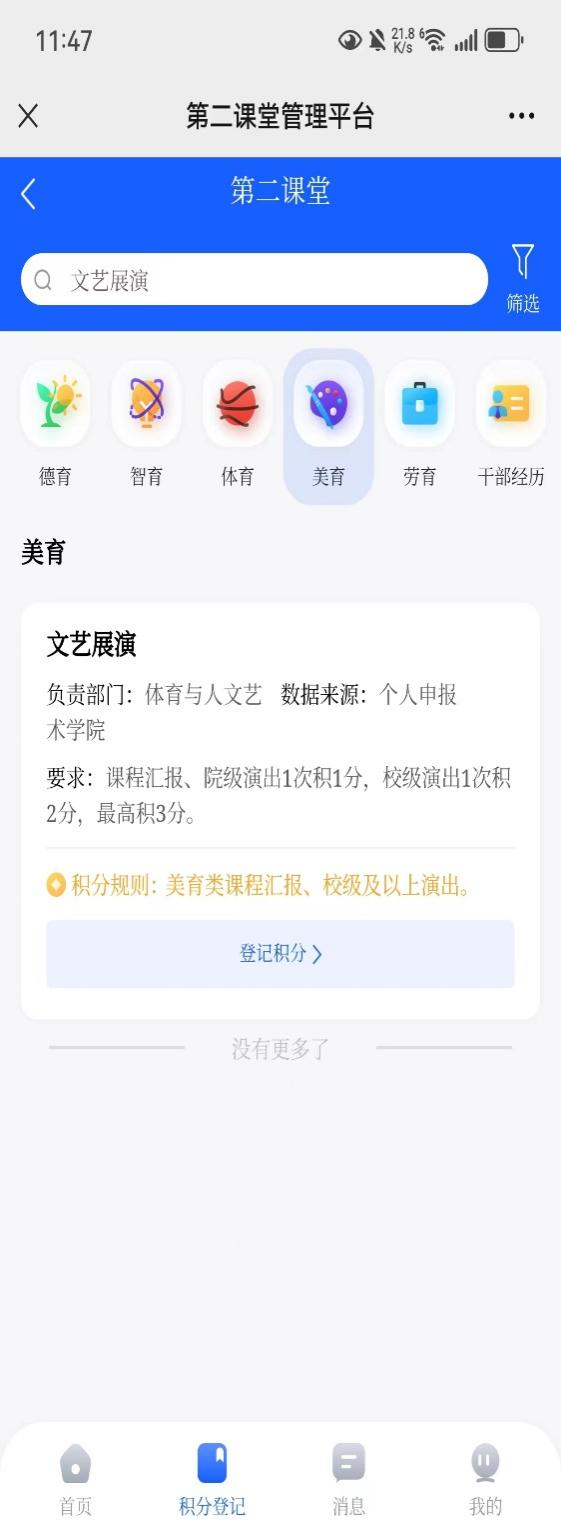 11:47
21.8 K/s
6
第二课堂管理平台
第二课堂
文艺展演
筛选
德育 智育 体育 美育 劳育 干部经历
美育
文艺展演
负责部门：体育与人文艺术学院 数据来源：个人申报
要求：课程汇报、院级演出1次积1分，校级演出1次积
2分，最高积3分。
积分规则：美育类课程汇报、校级及以上演出。
登记积分
没有更多了
首页 积分登记 消息 我的